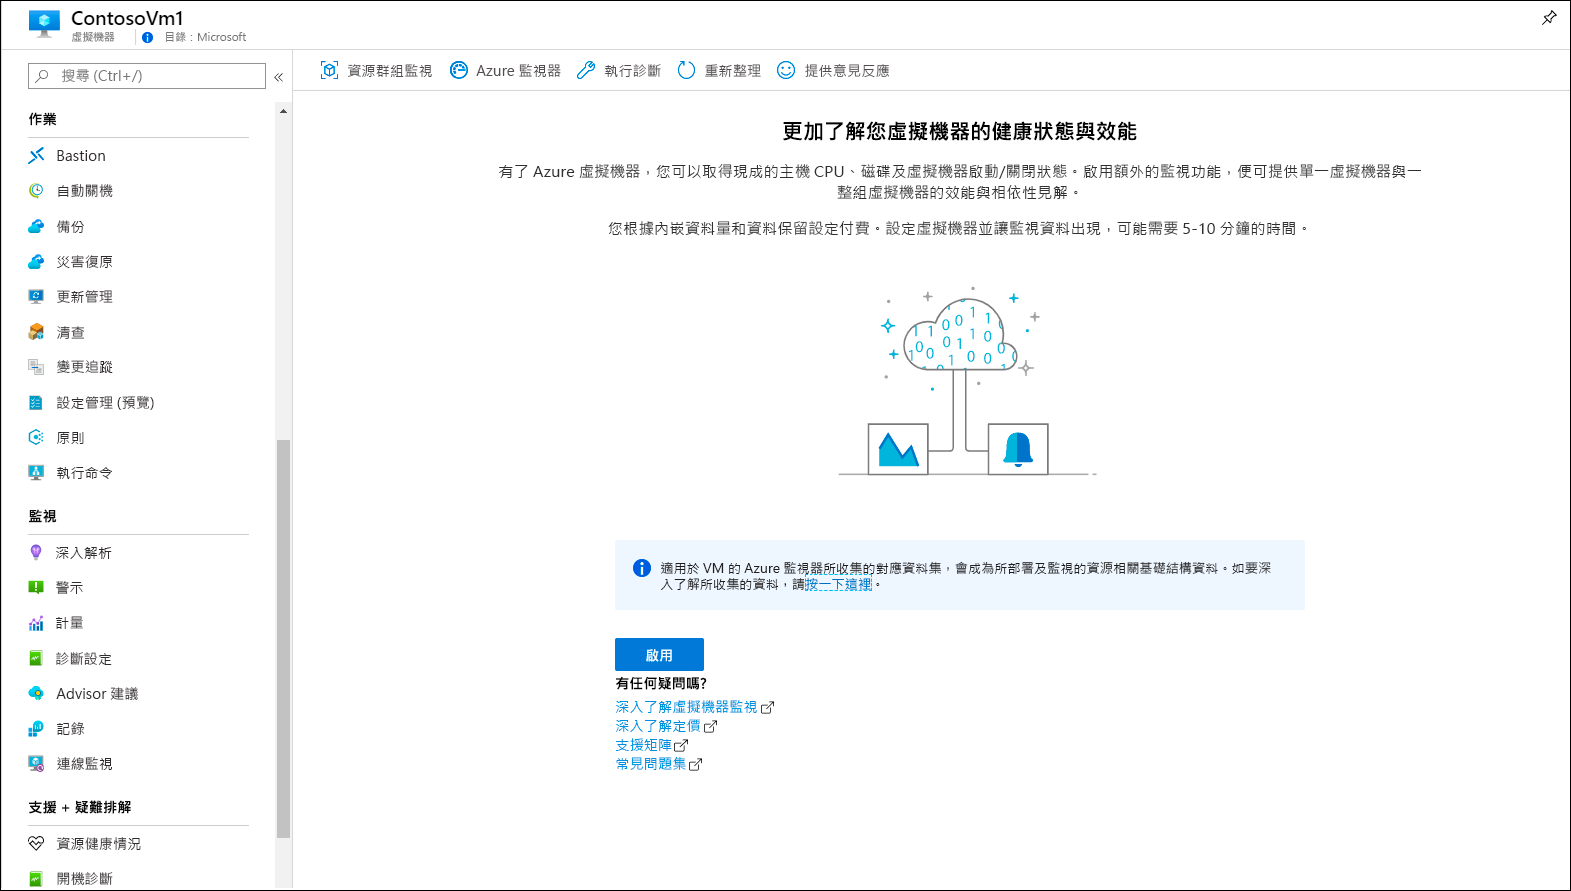 ContosoVm1
虛擬機器
目錄：Microsoft
搜尋 (Ctrl+/)
«
作業
Bastion
自動關機
備份
災害復原
更新管理
清查
變更追蹤
設定管理 (預覽)
原則
執行命令
監視
深入解析
警示
計量
診斷設定
Advisor 建議
記錄
連線監視
支援 + 疑難排解
資源健康情況
開機診斷
資源群組監視
Azure 監視器
執行診斷
重新整理
提供意見反應
更加了解您虛擬機器的健康狀態與效能
有了 Azure 虛擬機器，您可以取得現成的主機 CPU、磁碟及虛擬機器啟動/關閉狀態。啟用額外的監視功能，便可提供單一虛擬機器與一
整組虛擬機器的效能與相依性見解。
您根據內嵌資料量和資料保留設定付費。設定虛擬機器並讓監視資料出現，可能需要 5-10 分鐘的時間。
適用於 VM 的 Azure 監視器所收集的對應資料集，會成為所部署及監視的資源相關基礎結構資料。如要深
入了解所收集的資料，請按一下這裡。
啟用
有任何疑問嗎?
深入了解虛擬機器監視
深入了解定價
支援矩陣
常見問題集